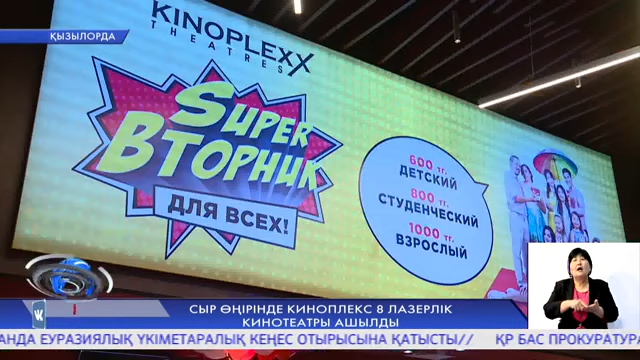 ҚЫЗЫЛОРДА
KINOPLEXX
THEATRES
SUPER
ВТОРНИК
ДЛЯ ВСЕХ!
600 тг.
ДЕТСКИЙ
800 тг.
СТУДЕНЧЕСКИЙ
1000 тг.
ВЗРОСЛЫЙ
СЫР ӨҢІРІНДЕ КИНОПЛЕКС 8 ЛАЗЕРЛІК
КИНОТЕАТРЫ АШЫЛДЫ
АНДА ЕУРАЗИЯЛЫҚ ҮКІМЕТАРАЛЫҚ КЕҢЕС ОТЫРЫСЫНА ҚАТЫСТЫ// ҚР БАС ПРОКУРАТУРА